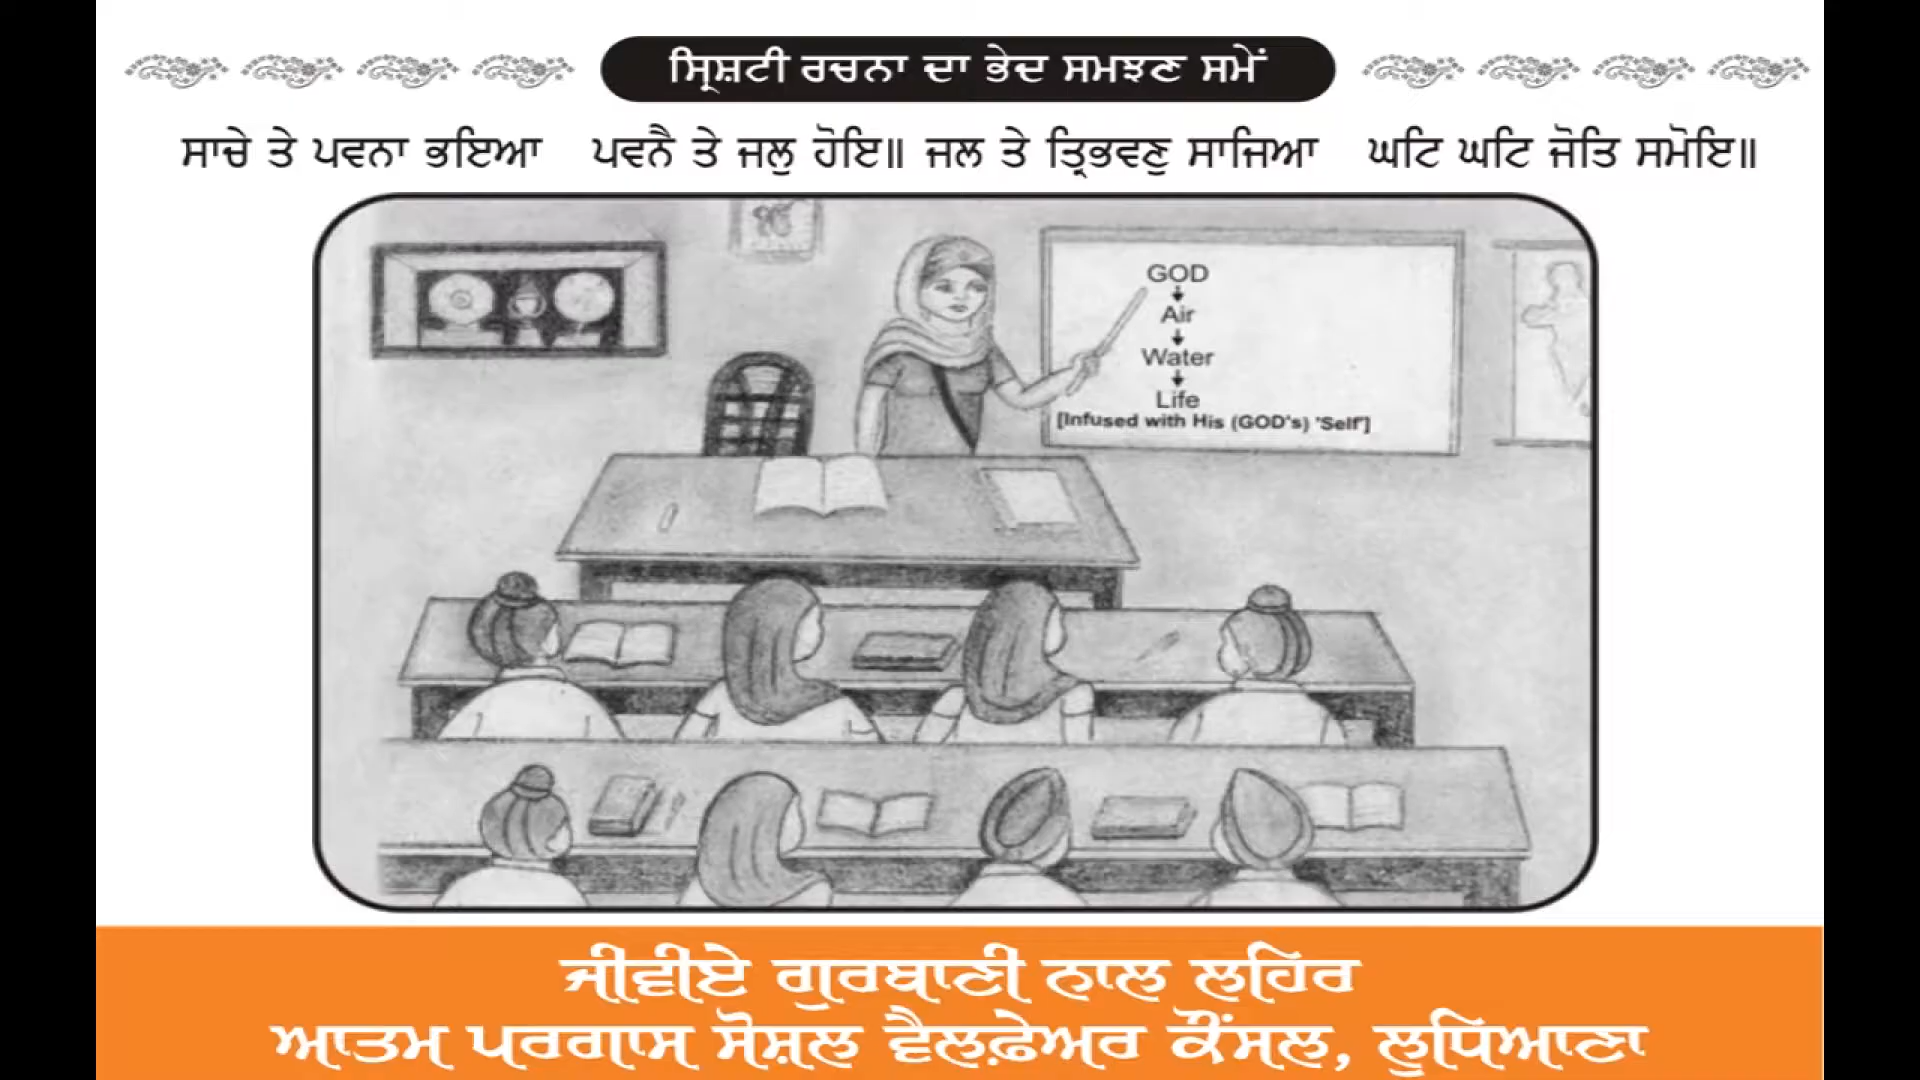 ਸ੍ਰਿਸ਼ਟੀ ਰਚਨਾ ਦਾ ਭੇਦ ਸਮਝਣ ਸਮੇਂ
ਸਾਚੇ ਤੇ ਪਵਨਾ ਭਇਆ ਪਵਨੈ ਤੇ ਜਲੁ ਹੋਇ॥ ਜਲ ਤੇ ਤ੍ਰਿਭਵਣੁ ਸਾਜਿਆ ਘਟਿ ਘਟਿ ਜੋਤਿ ਸਮੋਇ॥
ੴ
GOD
Air
Water
Life
[Infused with His (GOD's) 'Self']
ਜੀਵੀਏ ਗੁਰਬਾਣੀ ਨਾਲ ਲਹਿਰ
ਆਤਮ ਪਰਗਾਸ ਸੋਸ਼ਲ ਵੈਲਫ਼ੇਅਰ ਕੌਂਸਲ, ਲੁਧਿਆਣਾ